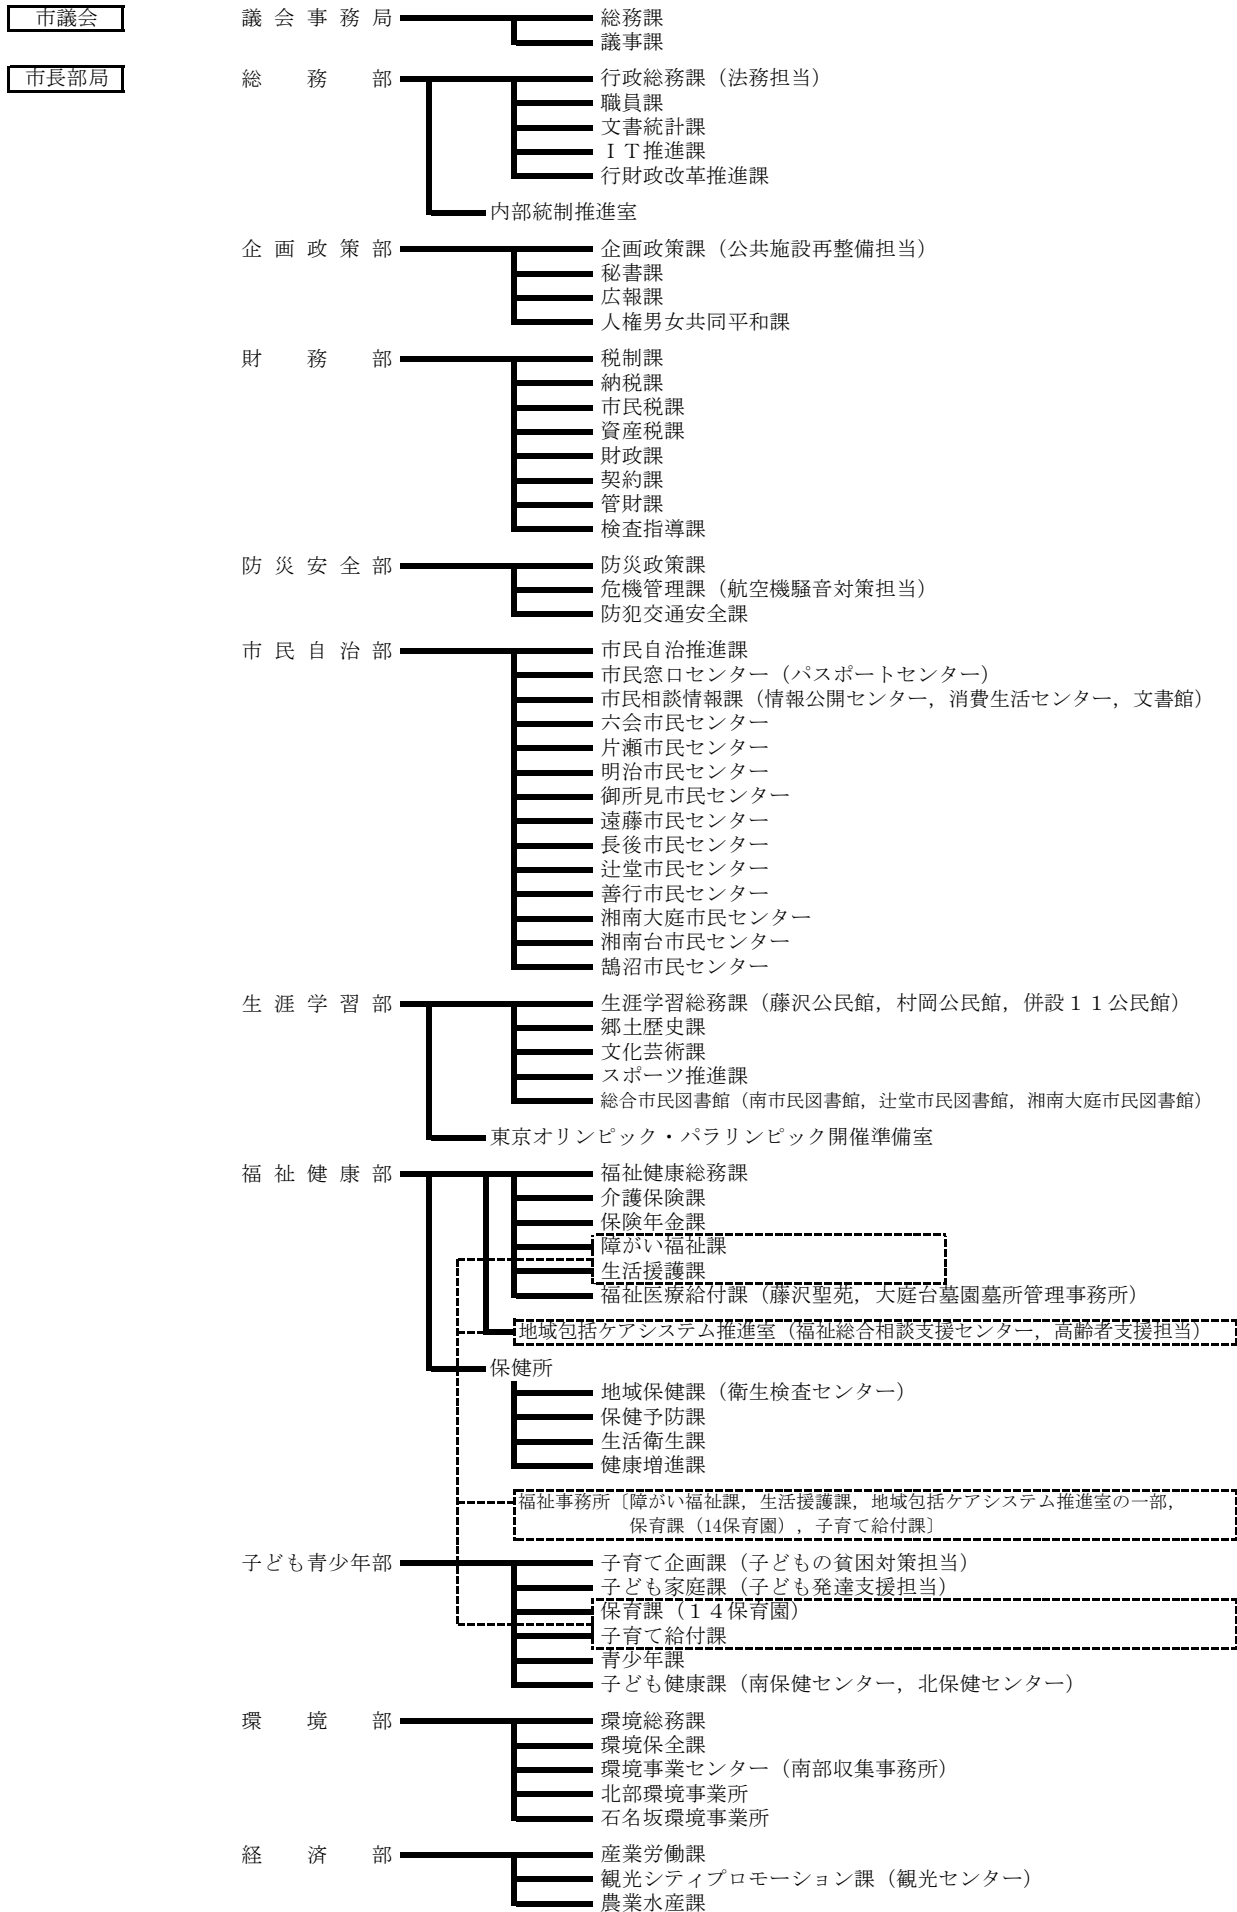 市議会
議会事務局
総務課
議事課
市長部局
総務部
行政総務課（法務担当）
職員課
文書統計課
ＩＴ推進課
行財政改革推進課
内部統制推進室
企画政策部
企画政策課（公共施設再整備担当）
秘書課
広報課
人権男女共同平和課
財務部
税制課
納税課
市民税課
資産税課
財政課
契約課
管財課
検査指導課
防災安全部
防災政策課
危機管理課（航空機騒音対策担当）
防犯交通安全課
市民自治部
市民自治推進課
市民窓口センター（パスポートセンター）
市民相談情報課（情報公開センター，消費生活センター，文書館）
六会市民センター
片瀬市民センター
明治市民センター
御所見市民センター
遠藤市民センター
長後市民センター
辻堂市民センター
善行市民センター
湘南大庭市民センター
湘南台市民センター
鵠沼市民センター
生涯学習部
生涯学習総務課（藤沢公民館，村岡公民館，併設１１公民館）
郷土歴史課
文化芸術課
スポーツ推進課
総合市民図書館（南市民図書館，辻堂市民図書館，湘南大庭市民図書館）
東京オリンピック・パラリンピック開催準備室
福祉健康部
福祉健康総務課
介護保険課
保険年金課
障がい福祉課
生活援護課
福祉医療給付課（藤沢聖苑，大庭台墓園墓所管理事務所）
地域包括ケアシステム推進室（福祉総合相談支援センター，高齢者支援担当）
保健所
地域保健課（衛生検査センター）
保健予防課
生活衛生課
健康増進課
福祉事務所〔障がい福祉課，生活援護課，地域包括ケアシステム推進室の一部，
保育課（14保育園），子育て給付課〕
子ども青少年部
子育て企画課（子どもの貧困対策担当）
子ども家庭課（子ども発達支援担当）
保育課（１４保育園）
子育て給付課
青少年課
子ども健康課（南保健センター，北保健センター）
環境部
環境総務課
環境保全課
環境事業センター（南部収集事務所）
北部環境事業所
石名坂環境事業所
経済部
産業労働課
観光シティプロモーション課（観光センター）
農業水産課